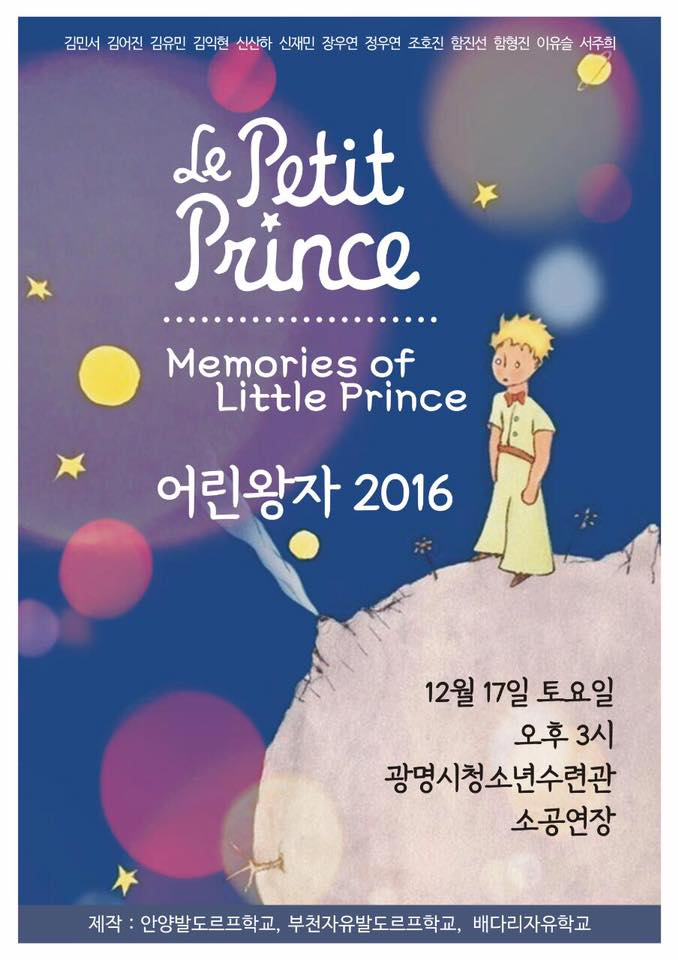 김민서 김어진 김유민 김익현 신산하 신재민 장우연 정우연 조호진 함진선 함형진 이유슬 서주희
Le Petit
Prince
Memories of
Little Prince
어린왕자 2016
12월 17일 토요일
오후 3시
광명시청소년수련관
소공연장
제작 : 안양발도르프학교, 부천자유발도르프학교, 배다리자유학교